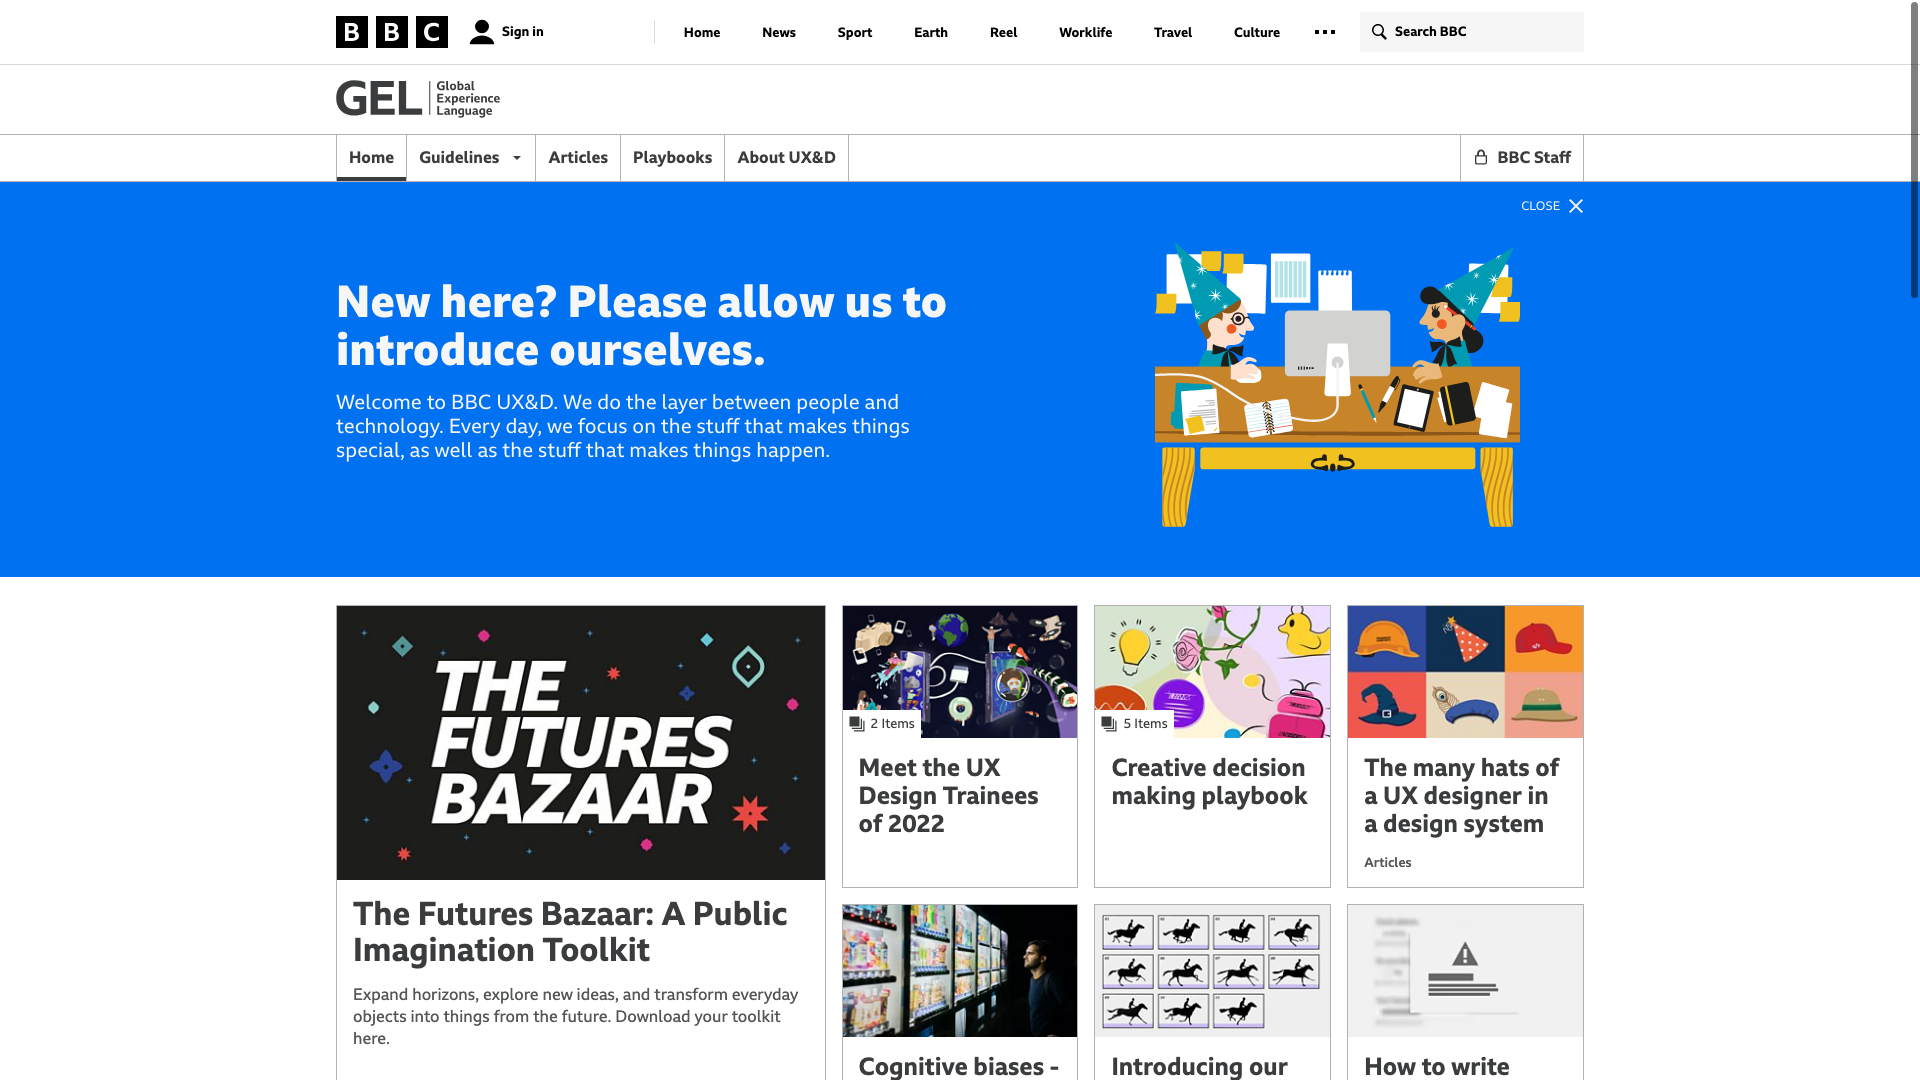 BBC
Sign in
Home
News
Sport
Earth
Reel
Worklife
Travel
Culture
Search BBC
GEL
Global
Experience
Language
Home
Guidelines
Articles
Playbooks
About UX&D
BBC Staff
CLOSE
New here? Please allow us to
introduce ourselves.
Welcome to BBC UX&D. We do the layer between people and
technology. Every day, we focus on the stuff that makes things
special, as well as the stuff that makes things happen.
THE
FUTURES
BAZAAR
The Futures Bazaar: A Public
Imagination Toolkit
Expand horizons, explore new ideas, and transform everyday
objects into things from the future. Download your toolkit
here.
2 Items
Meet the UX
Design Trainees
of 2022
5 Items
Creative decision
making playbook
The many hats of
a UX designer in
a design system
Articles
Cognitive biases -
Introducing our
How to write